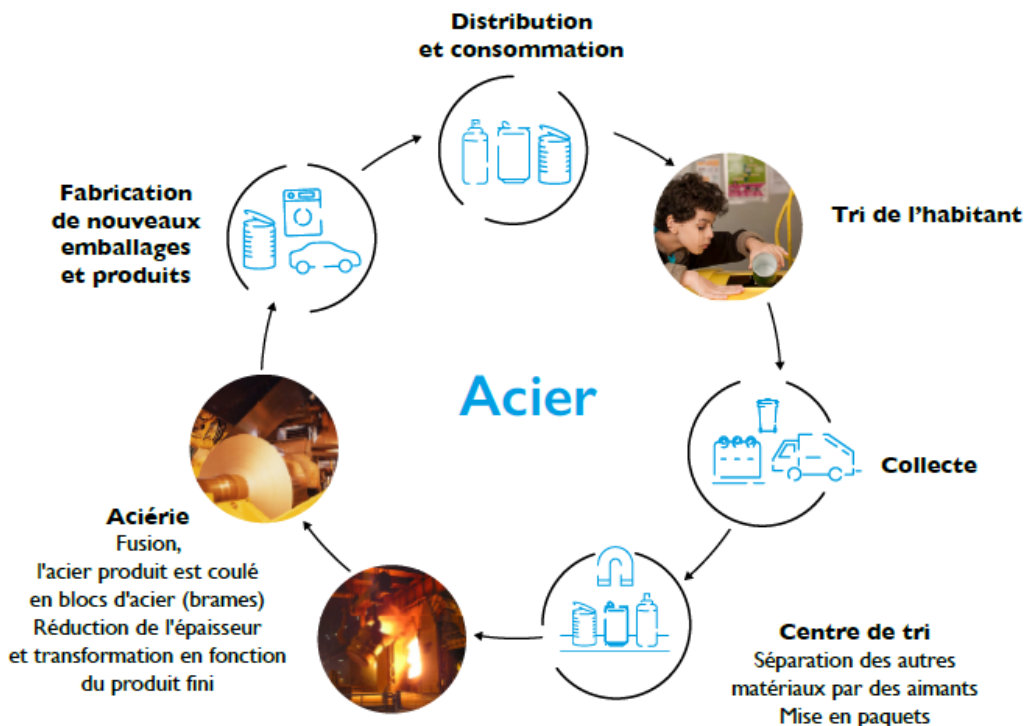 Distribution
et consommation
Tri de l'habitant
Collecte
Centre de tri
Séparation des autres
matériaux par des aimants
Mise en paquets
Aciérie
Fusion,
l'acier produit est coulé
en blocs d'acier (brames)
Réduction de l'épaisseur
et transformation en fonction
du produit fini
Fabrication
de nouveaux
emballages
et produits
Acier